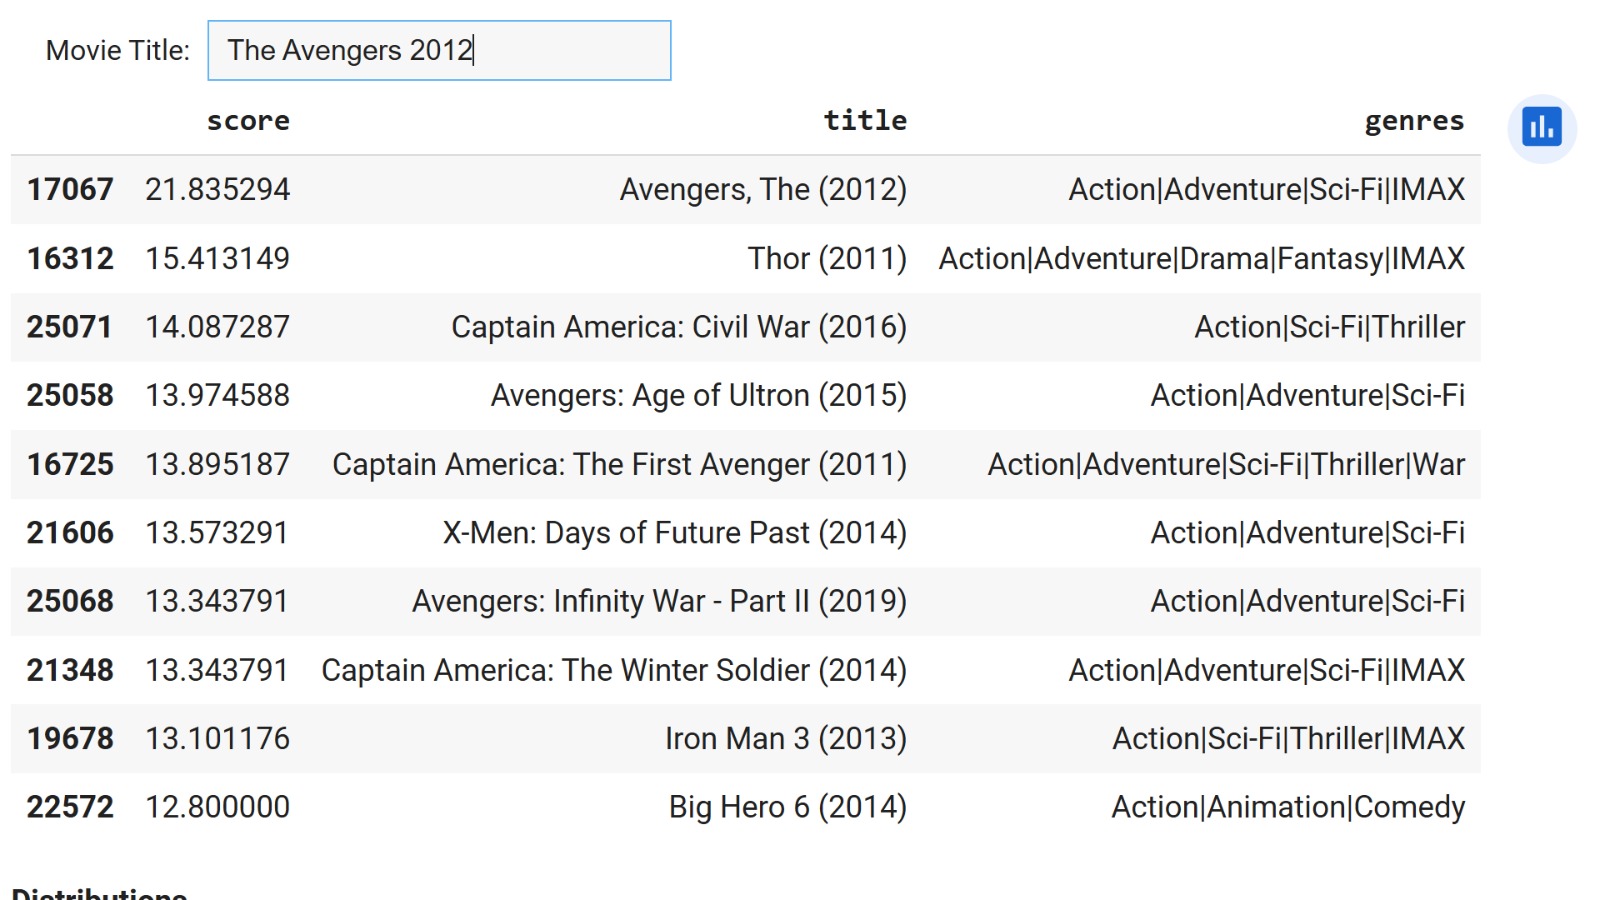 Movie Title: The Avengers 2012
score title genres
17067 21.835294 Avengers, The (2012) Action|Adventure|Sci-Fi|IMAX
16312 15.413149 Thor (2011) Action|Adventure|Drama|Fantasy|IMAX
25071 14.087287 Captain America: Civil War (2016) Action|Sci-Fi|Thriller
25058 13.974588 Avengers: Age of Ultron (2015) Action|Adventure|Sci-Fi
16725 13.895187 Captain America: The First Avenger (2011) Action|Adventure|Sci-Fi|Thriller|War
21606 13.573291 X-Men: Days of Future Past (2014) Action|Adventure|Sci-Fi
25068 13.343791 Avengers: Infinity War - Part II (2019) Action|Adventure|Sci-Fi
21348 13.343791 Captain America: The Winter Soldier (2014) Action|Adventure|Sci-Fi|IMAX
19678 13.101176 Iron Man 3 (2013) Action|Sci-Fi|Thriller|IMAX
22572 12.800000 Big Hero 6 (2014) Action|Animation|Comedy
Distributions